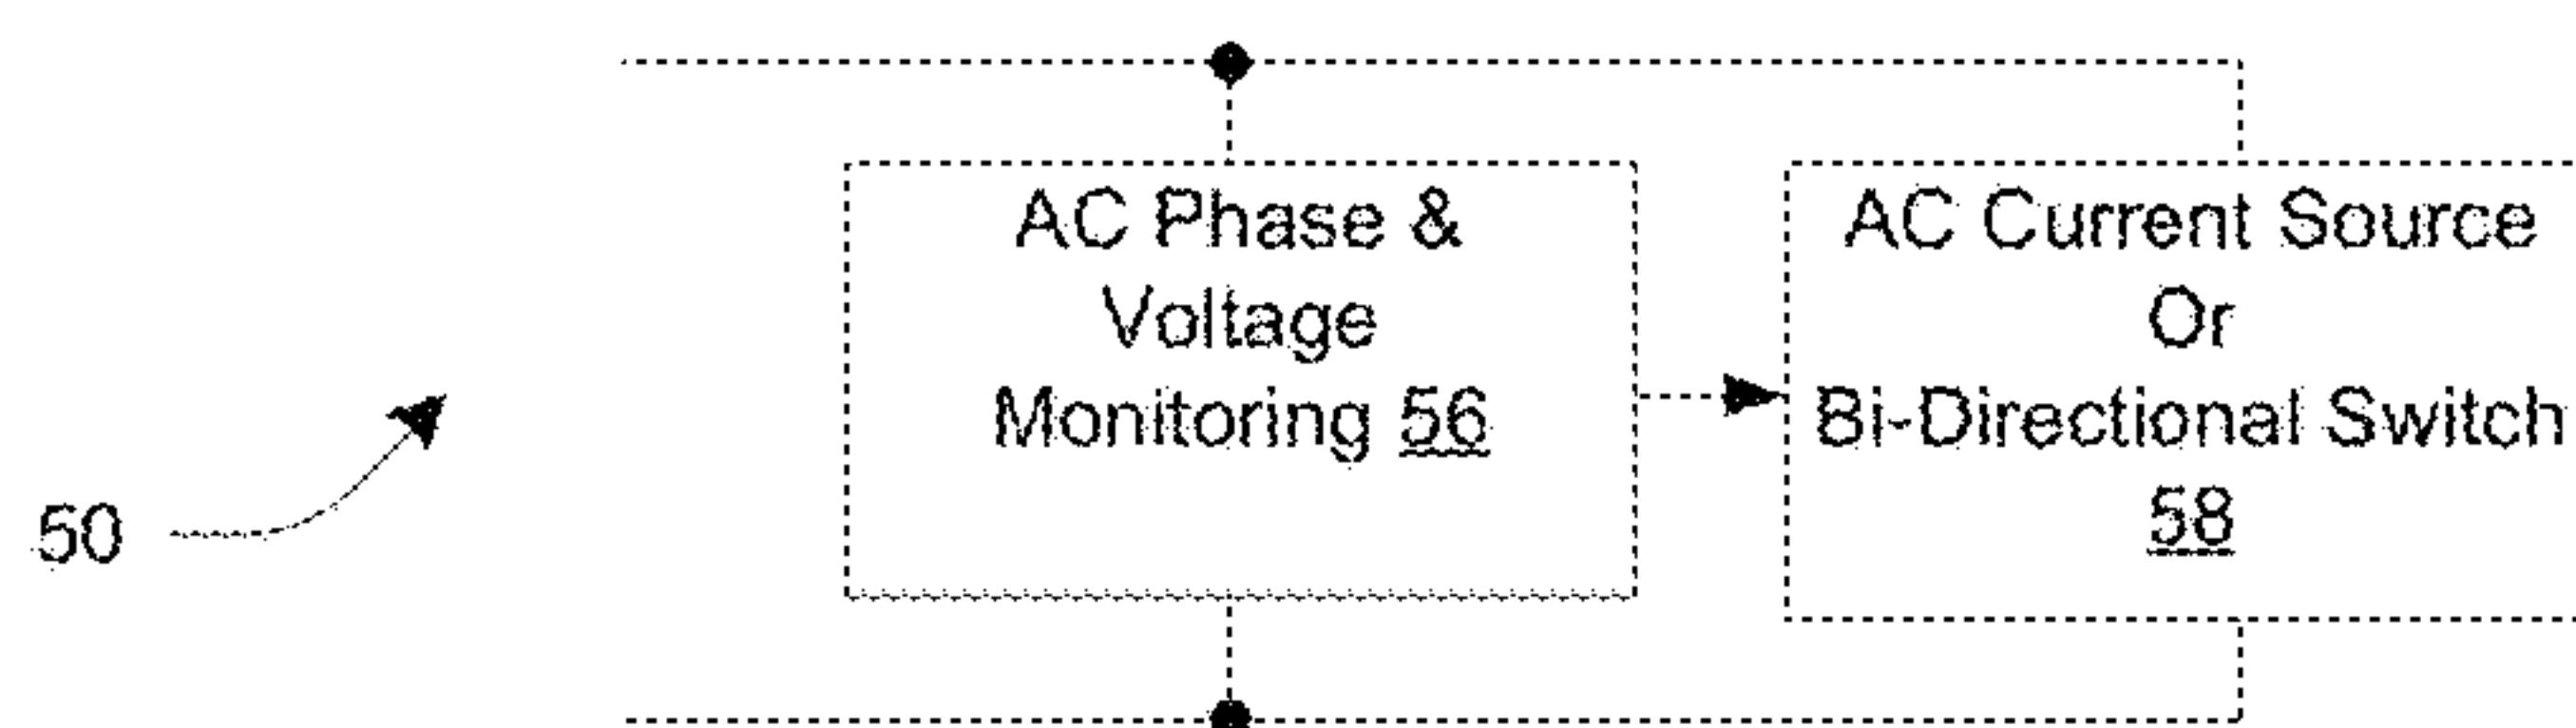 AC Phase &
Voltage
Monitoring 56
AC Current Source
Or
Bi-Directional Switch
58
50